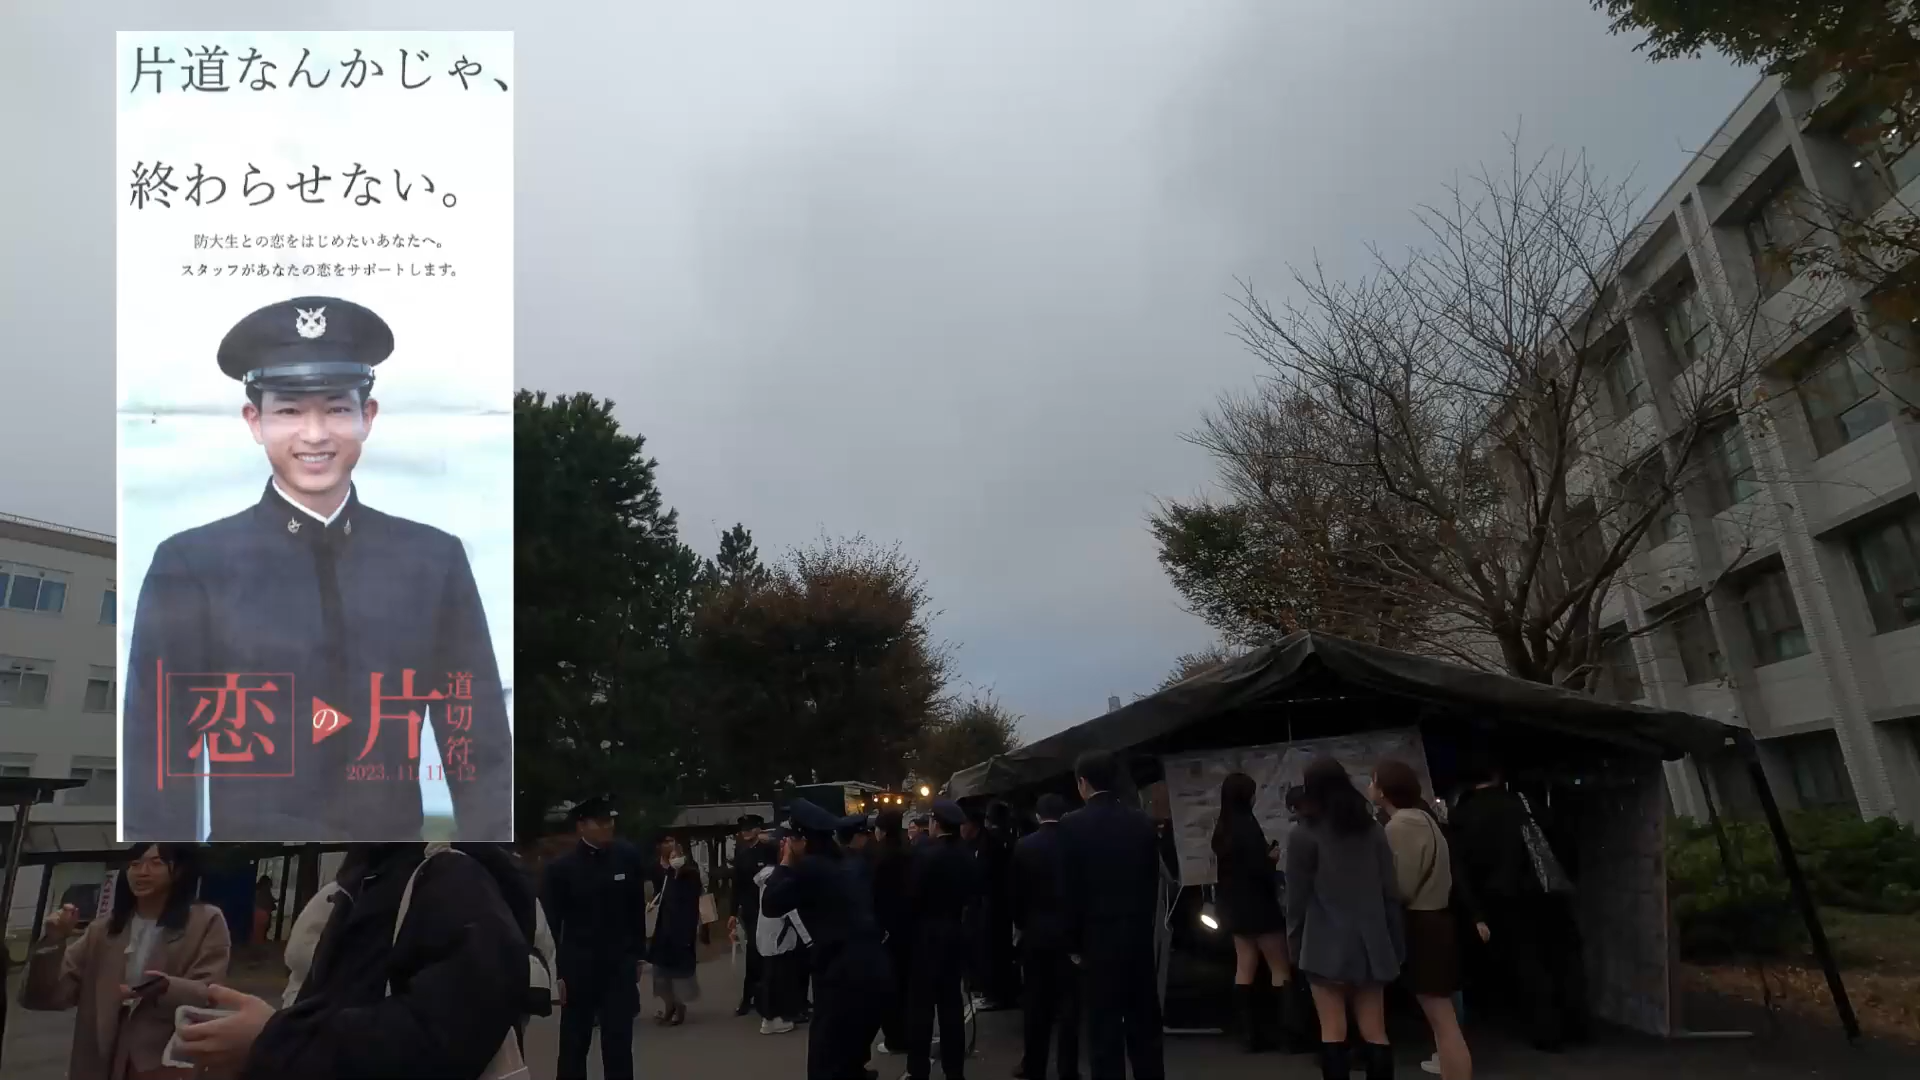 片道なんかじゃ、
終わらせない。
防大生との恋をはじめたいあなたへ。
スタッフがあなたの恋をサポートします。
恋の片道切符
2023.11.11-12